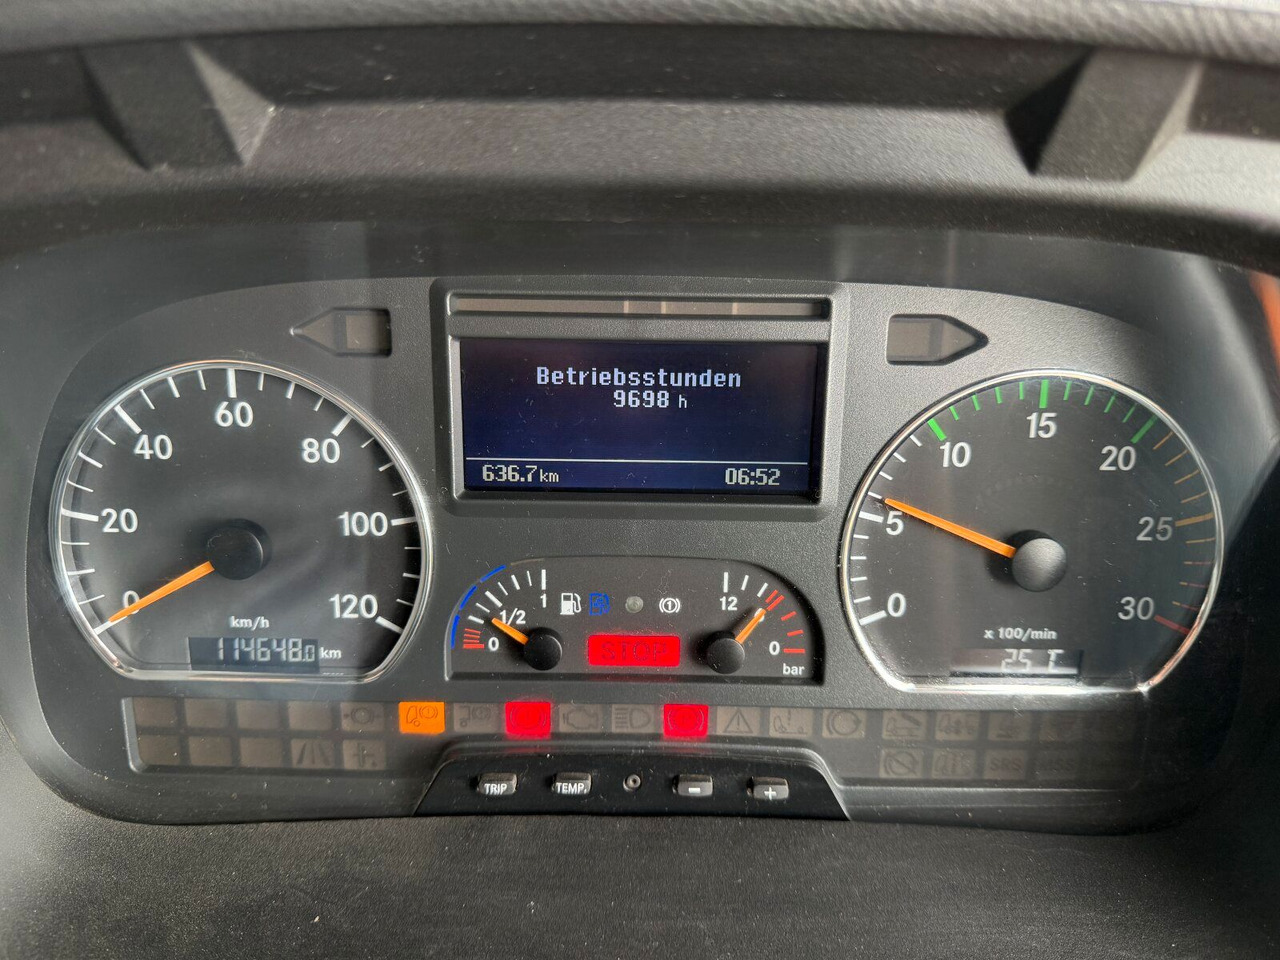 Betriebsstunden
9698 h
636.7 km 06:52
0 20 40 60 80 100 120
km/h
114648.0 km
0 1/2 1
12 0
bar
STOP
0 5 10 15 20 25 30
x 100/min
25
TRIP TEMP. - +